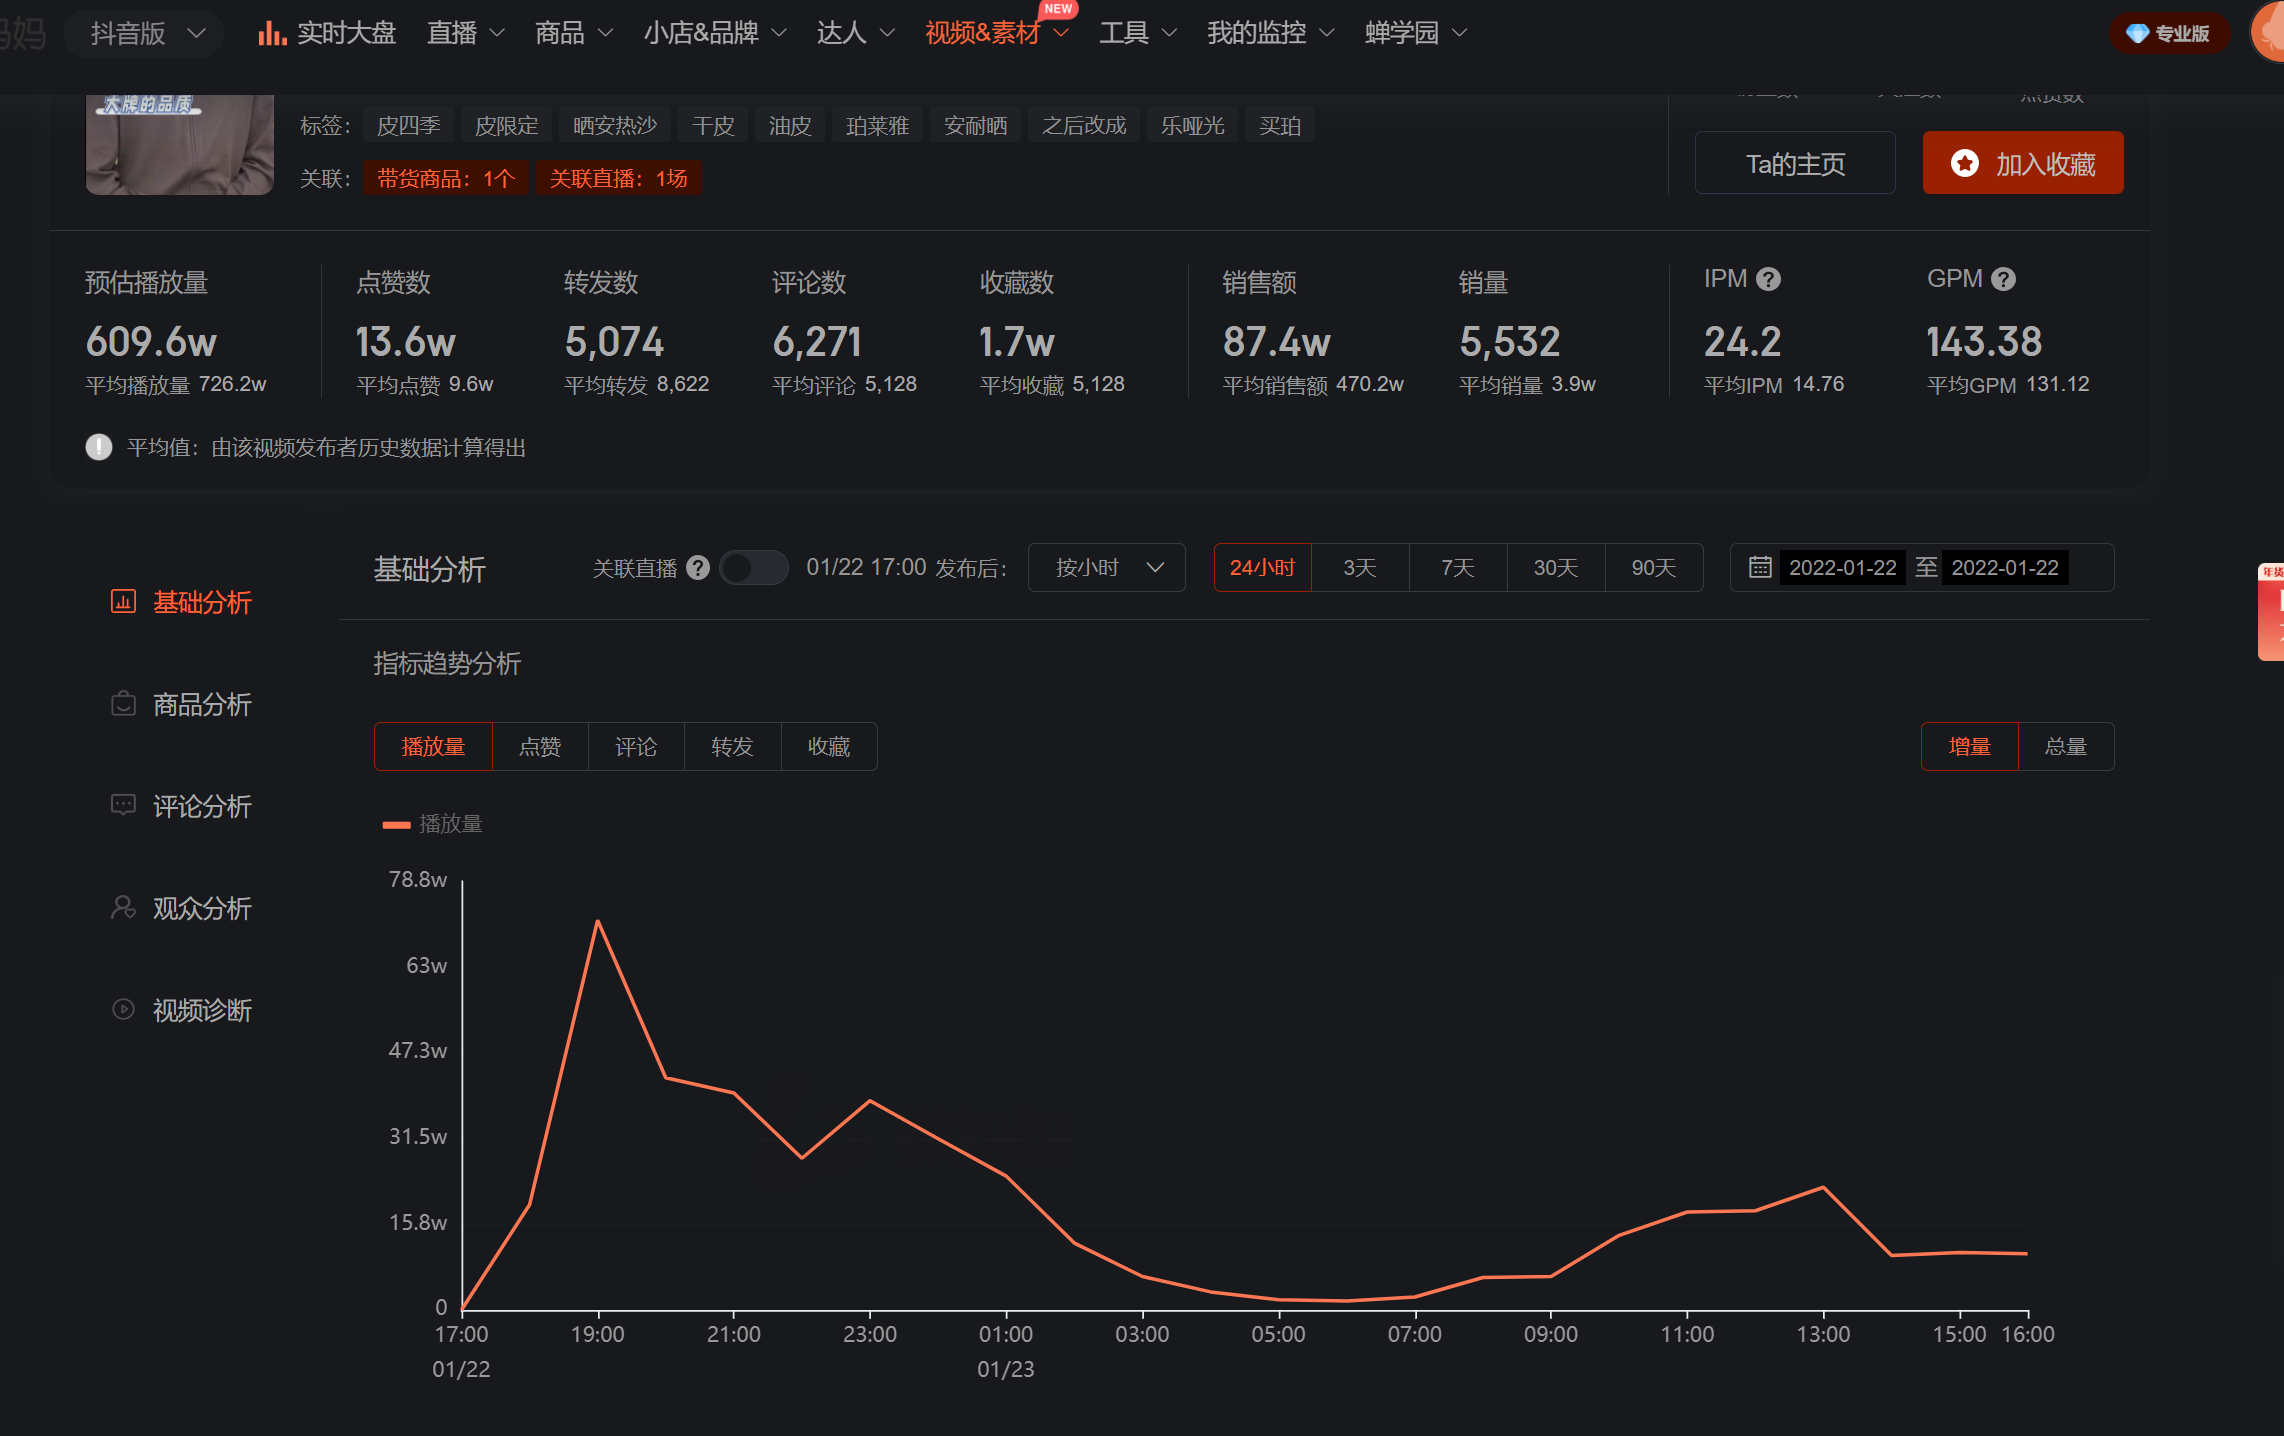 妈妈
抖音版 实时大盘 直播 商品 小店&品牌 达人 视频&素材 NEW 工具 我的监控 蝉学园 专业版
大牌的品质
标签： 皮四季 皮限定 晒安热沙 干皮 油皮 珀莱雅 安耐晒 之后改成 乐哑光 买珀
关联： 带货商品：1个 关联直播：1场
Ta的主页 加入收藏
预估播放量 点赞数 转发数 评论数 收藏数 销售额 销量 IPM GPM
609.6w 13.6w 5,074 6,271 1.7w 87.4w 5,532 24.2 143.38
平均播放量 726.2w 平均点赞 9.6w 平均转发 8,622 平均评论 5,128 平均收藏 5,128 平均销售额 470.2w 平均销量 3.9w 平均IPM 14.76 平均GPM 131.12
平均值：由该视频发布者历史数据计算得出
基础分析
商品分析
评论分析
观众分析
视频诊断
基础分析 关联直播 01/22 17:00 发布后： 按小时 24小时 3天 7天 30天 90天 2022-01-22 至 2022-01-22
年货
指标趋势分析
播放量 点赞 评论 转发 收藏 增量 总量
播放量
78.8w
63w
47.3w
31.5w
15.8w
0
17:00 19:00 21:00 23:00 01:00 03:00 05:00 07:00 09:00 11:00 13:00 15:00 16:00
01/22 01/23